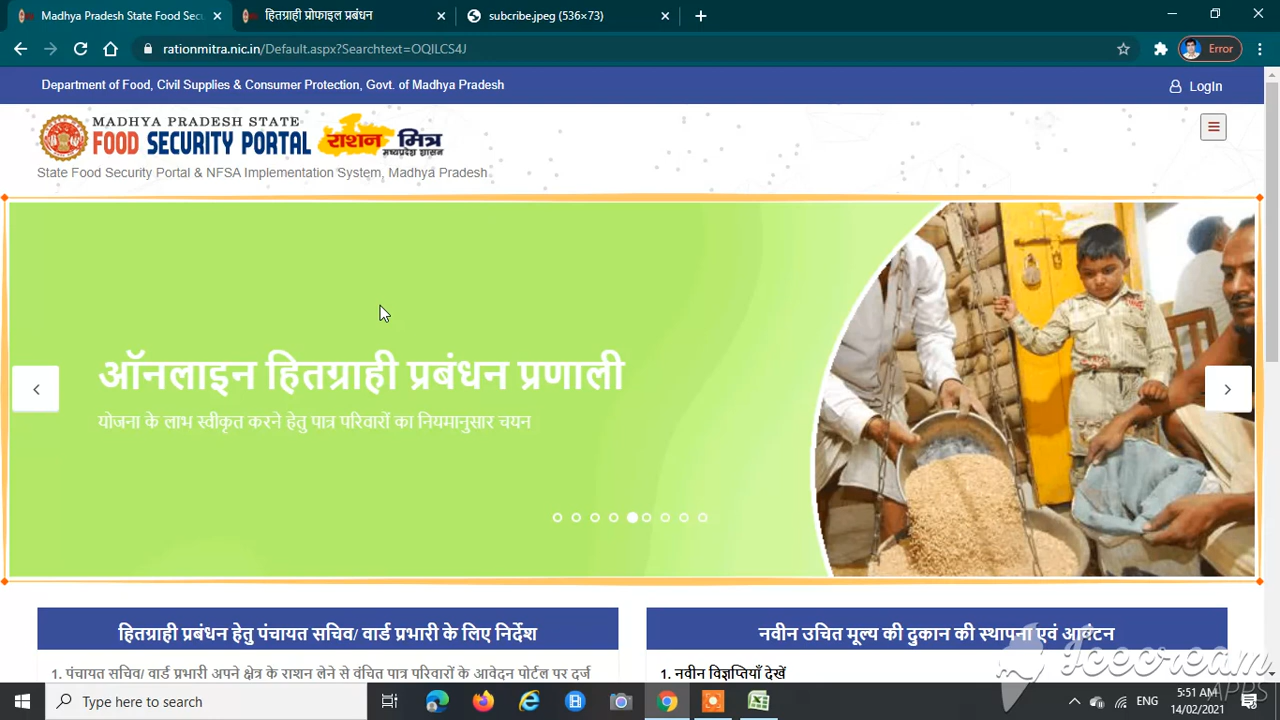 Madhya Pradesh State Food Secu
हितग्राही प्रोफाइल प्रबंधन
subcribe.jpeg (536×73)
rationmitra.nic.in/Default.aspx?Searchtext=OQILCS4J
Error
Department of Food, Civil Supplies & Consumer Protection, Govt. of Madhya Pradesh
LogIn
MADHYA PRADESH STATE
FOOD SECURITY PORTAL
राशन मित्र
मध्यप्रदेश शासन
State Food Security Portal & NFSA Implementation System, Madhya Pradesh
ऑनलाइन हितग्राही प्रबंधन प्रणाली
योजना के लाभ स्वीकृत करने हेतु पात्र परिवारों का नियमानुसार चयन
हितग्राही प्रबंधन हेतु पंचायत सचिव/ वार्ड प्रभारी के लिए निर्देश
नवीन उचित मूल्य की दुकान की स्थापना एवं आवंटन
1. पंचायत सचिव/ वार्ड प्रभारी अपने क्षेत्र के राशन लेने से वंचित पात्र परिवारों के आवेदन पोर्टल पर दर्ज
1. नवीन विज्ञप्तियाँ देखें
Icecream
APPS
Type here to search
ENG
5:51 AM
14/02/2021